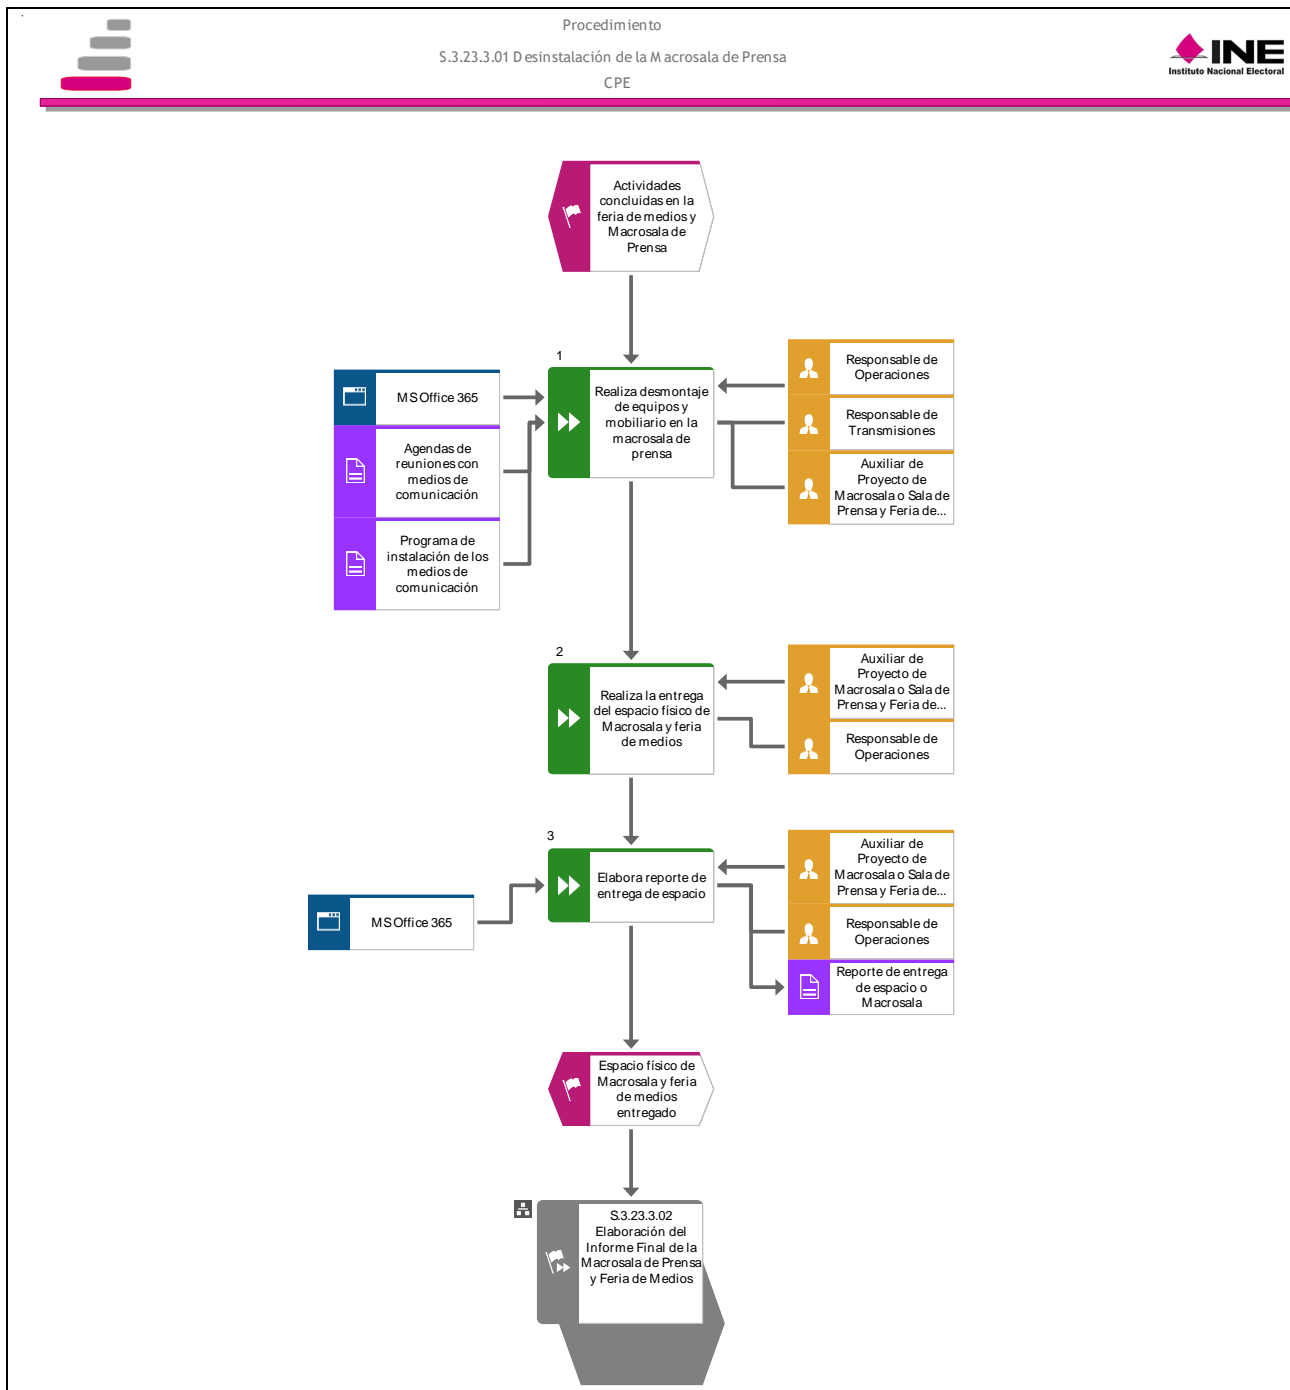 Procedimiento
S.3.23.3.01 Desinstalación de la Macrosala de Prensa
CPE
INE
Instituto Nacional Electoral
Actividades
concluidas en la
feria de medios y
Macrosala de
Prensa
1
MS Office 365
Agendas de
reuniones con
medios de
comunicación
Programa de
instalación de los
medios de
comunicación
Realiza desmontaje
de equipos y
mobiliario en la
macrosala de
prensa
Responsable de
Operaciones
Responsable de
Transmisiones
Auxiliar de
Proyecto de
Macrosala o Sala de
Prensa y Feria de...
2
Realiza la entrega
del espacio físico de
Macrosala y feria
de medios
Auxiliar de
Proyecto de
Macrosala o Sala de
Prensa y Feria de...
Responsable de
Operaciones
3
MS Office 365
Elabora reporte de
entrega de espacio
Auxiliar de
Proyecto de
Macrosala o Sala de
Prensa y Feria de...
Responsable de
Operaciones
Reporte de entrega
de espacio o
Macrosala
Espacio físico de
Macrosala y feria
de medios
entregado
S.3.23.3.02
Elaboración del
Informe Final de la
Macrosala de Prensa
y Feria de Medios